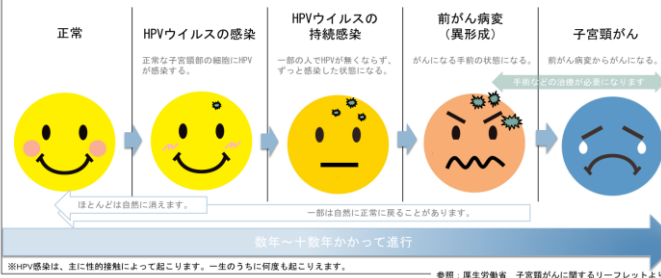 正常
HPVウイルスの感染
HPVウイルスの
持続感染
前がん病変
（異形成）
子宮頸がん
正常な子宮頸部の細胞にHPV
が感染する。
一部の人でHPVが無くならず、
ずっと感染した状態になる。
がんになる手前の状態になる。
前がん病変からがんになる。
手術などの治療が必要になります
ほとんどは自然に消えます。
一部は自然に正常に戻ることがあります。
数年～十数年かかって進行
※HPV感染は、主に性的接触によって起こります。一生のうちに何度も起こりえます。
参照：厚生労働省　子宮頸がんに関するリーフレットより